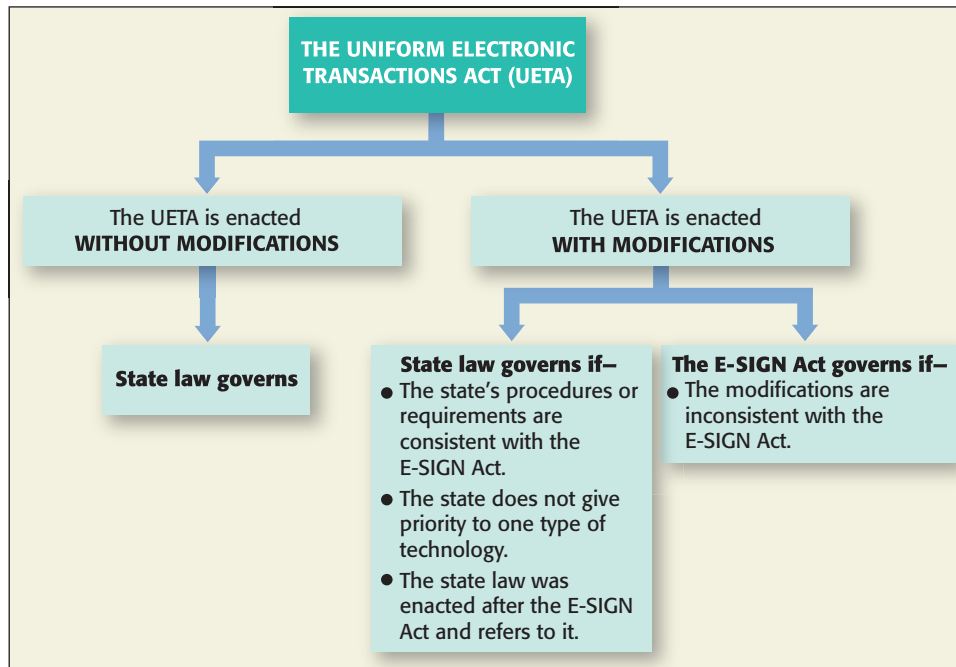 THE UNIFORM ELECTRONIC
TRANSACTIONS ACT (UETA)
The UETA is enacted
WITHOUT MODIFICATIONS
The UETA is enacted
WITH MODIFICATIONS
State law governs
State law governs if–
● The state’s procedures or
requirements are
consistent with the
E-SIGN Act.
● The state does not give
priority to one type of
technology.
● The state law was
enacted after the E-SIGN
Act and refers to it.
The E-SIGN Act governs if–
● The modifications are
inconsistent with the
E-SIGN Act.